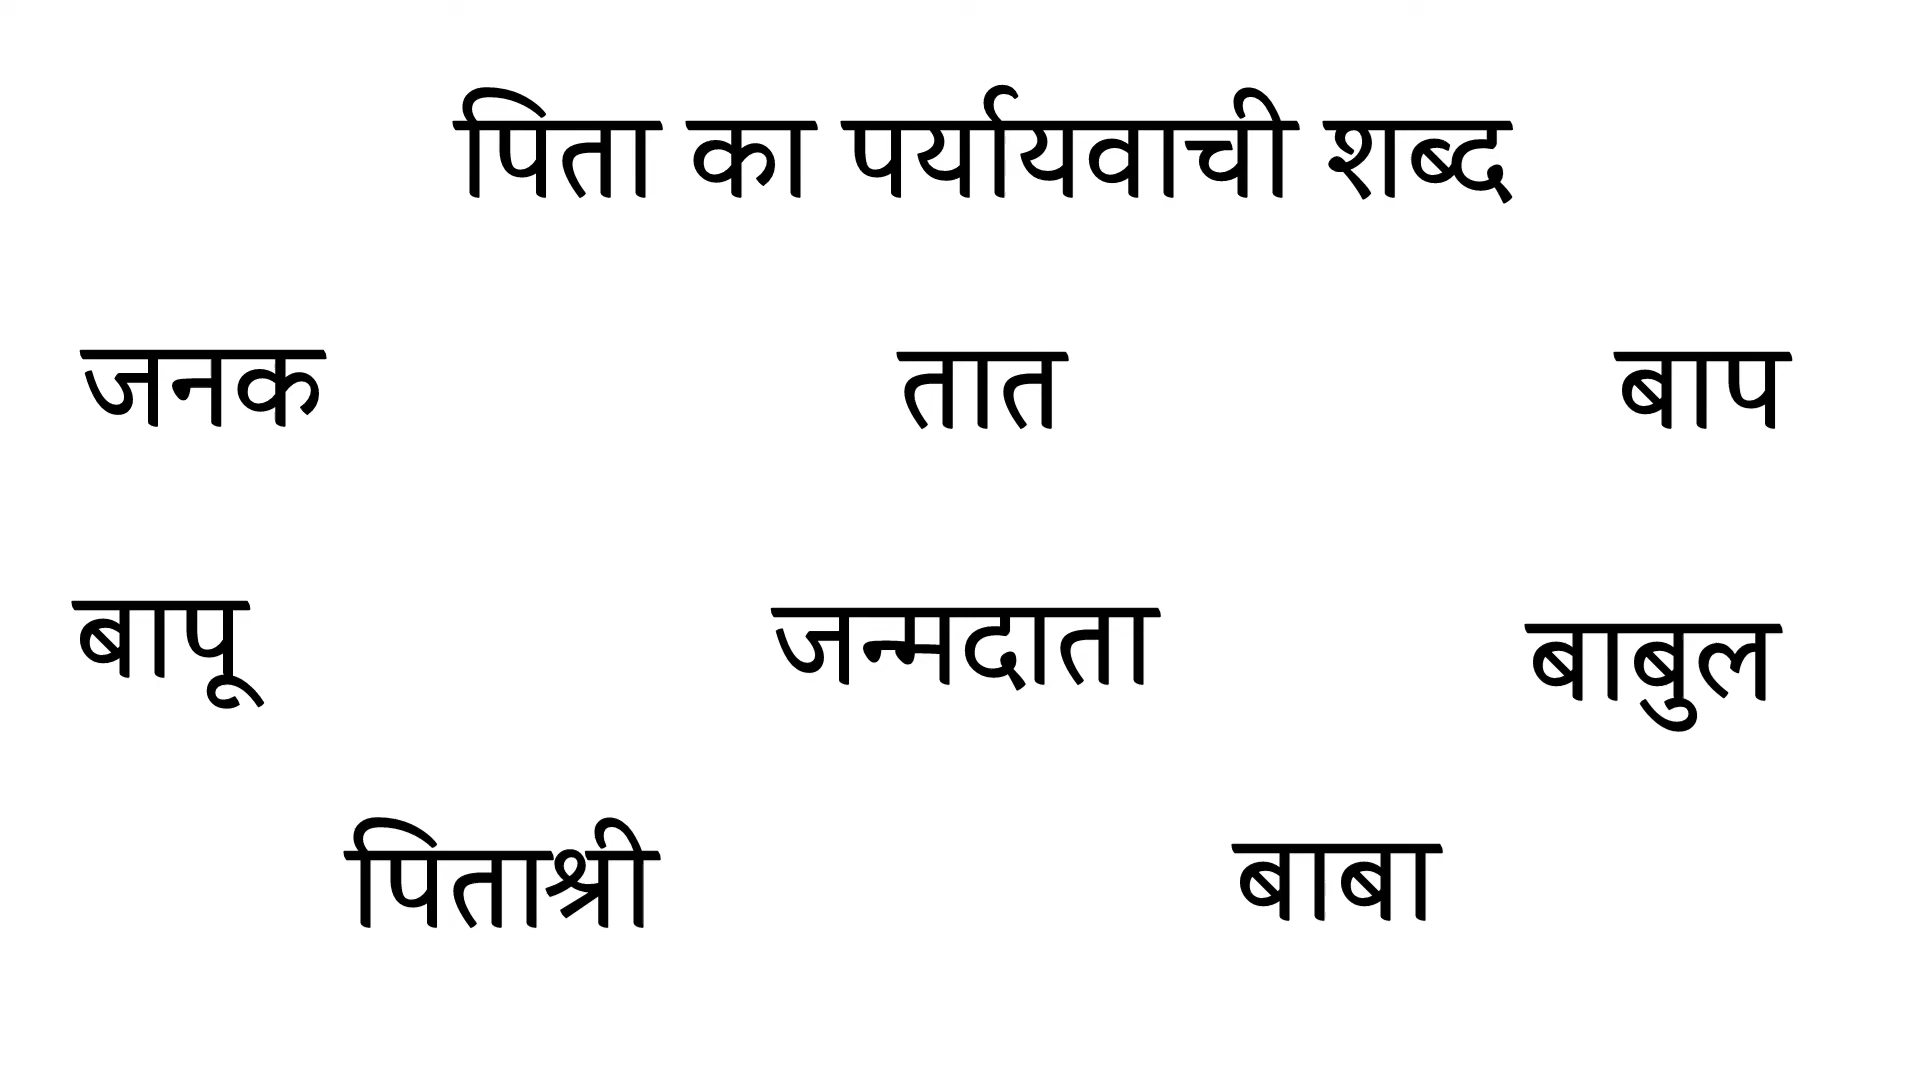 पिता का पर्यायवाची शब्द
जनक तात बाप
बापू जन्मदाता बाबुल
पिताश्री बाबा